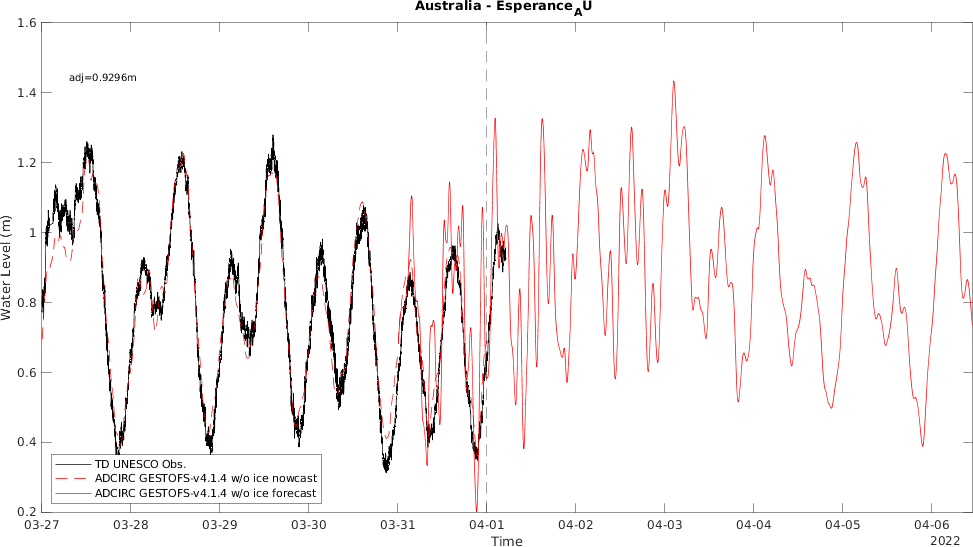 Australia - Esperance_AU
adj=0.9296m
Water Level (m)
1.6
1.4
1.2
1
0.8
0.6
0.4
0.2
TD UNESCO Obs.
ADCIRC GESTOFS-v4.1.4 w/o ice nowcast
ADCIRC GESTOFS-v4.1.4 w/o ice forecast
03-27 03-28 03-29 03-30 03-31 04-01 04-02 04-03 04-04 04-05 04-06
Time
2022